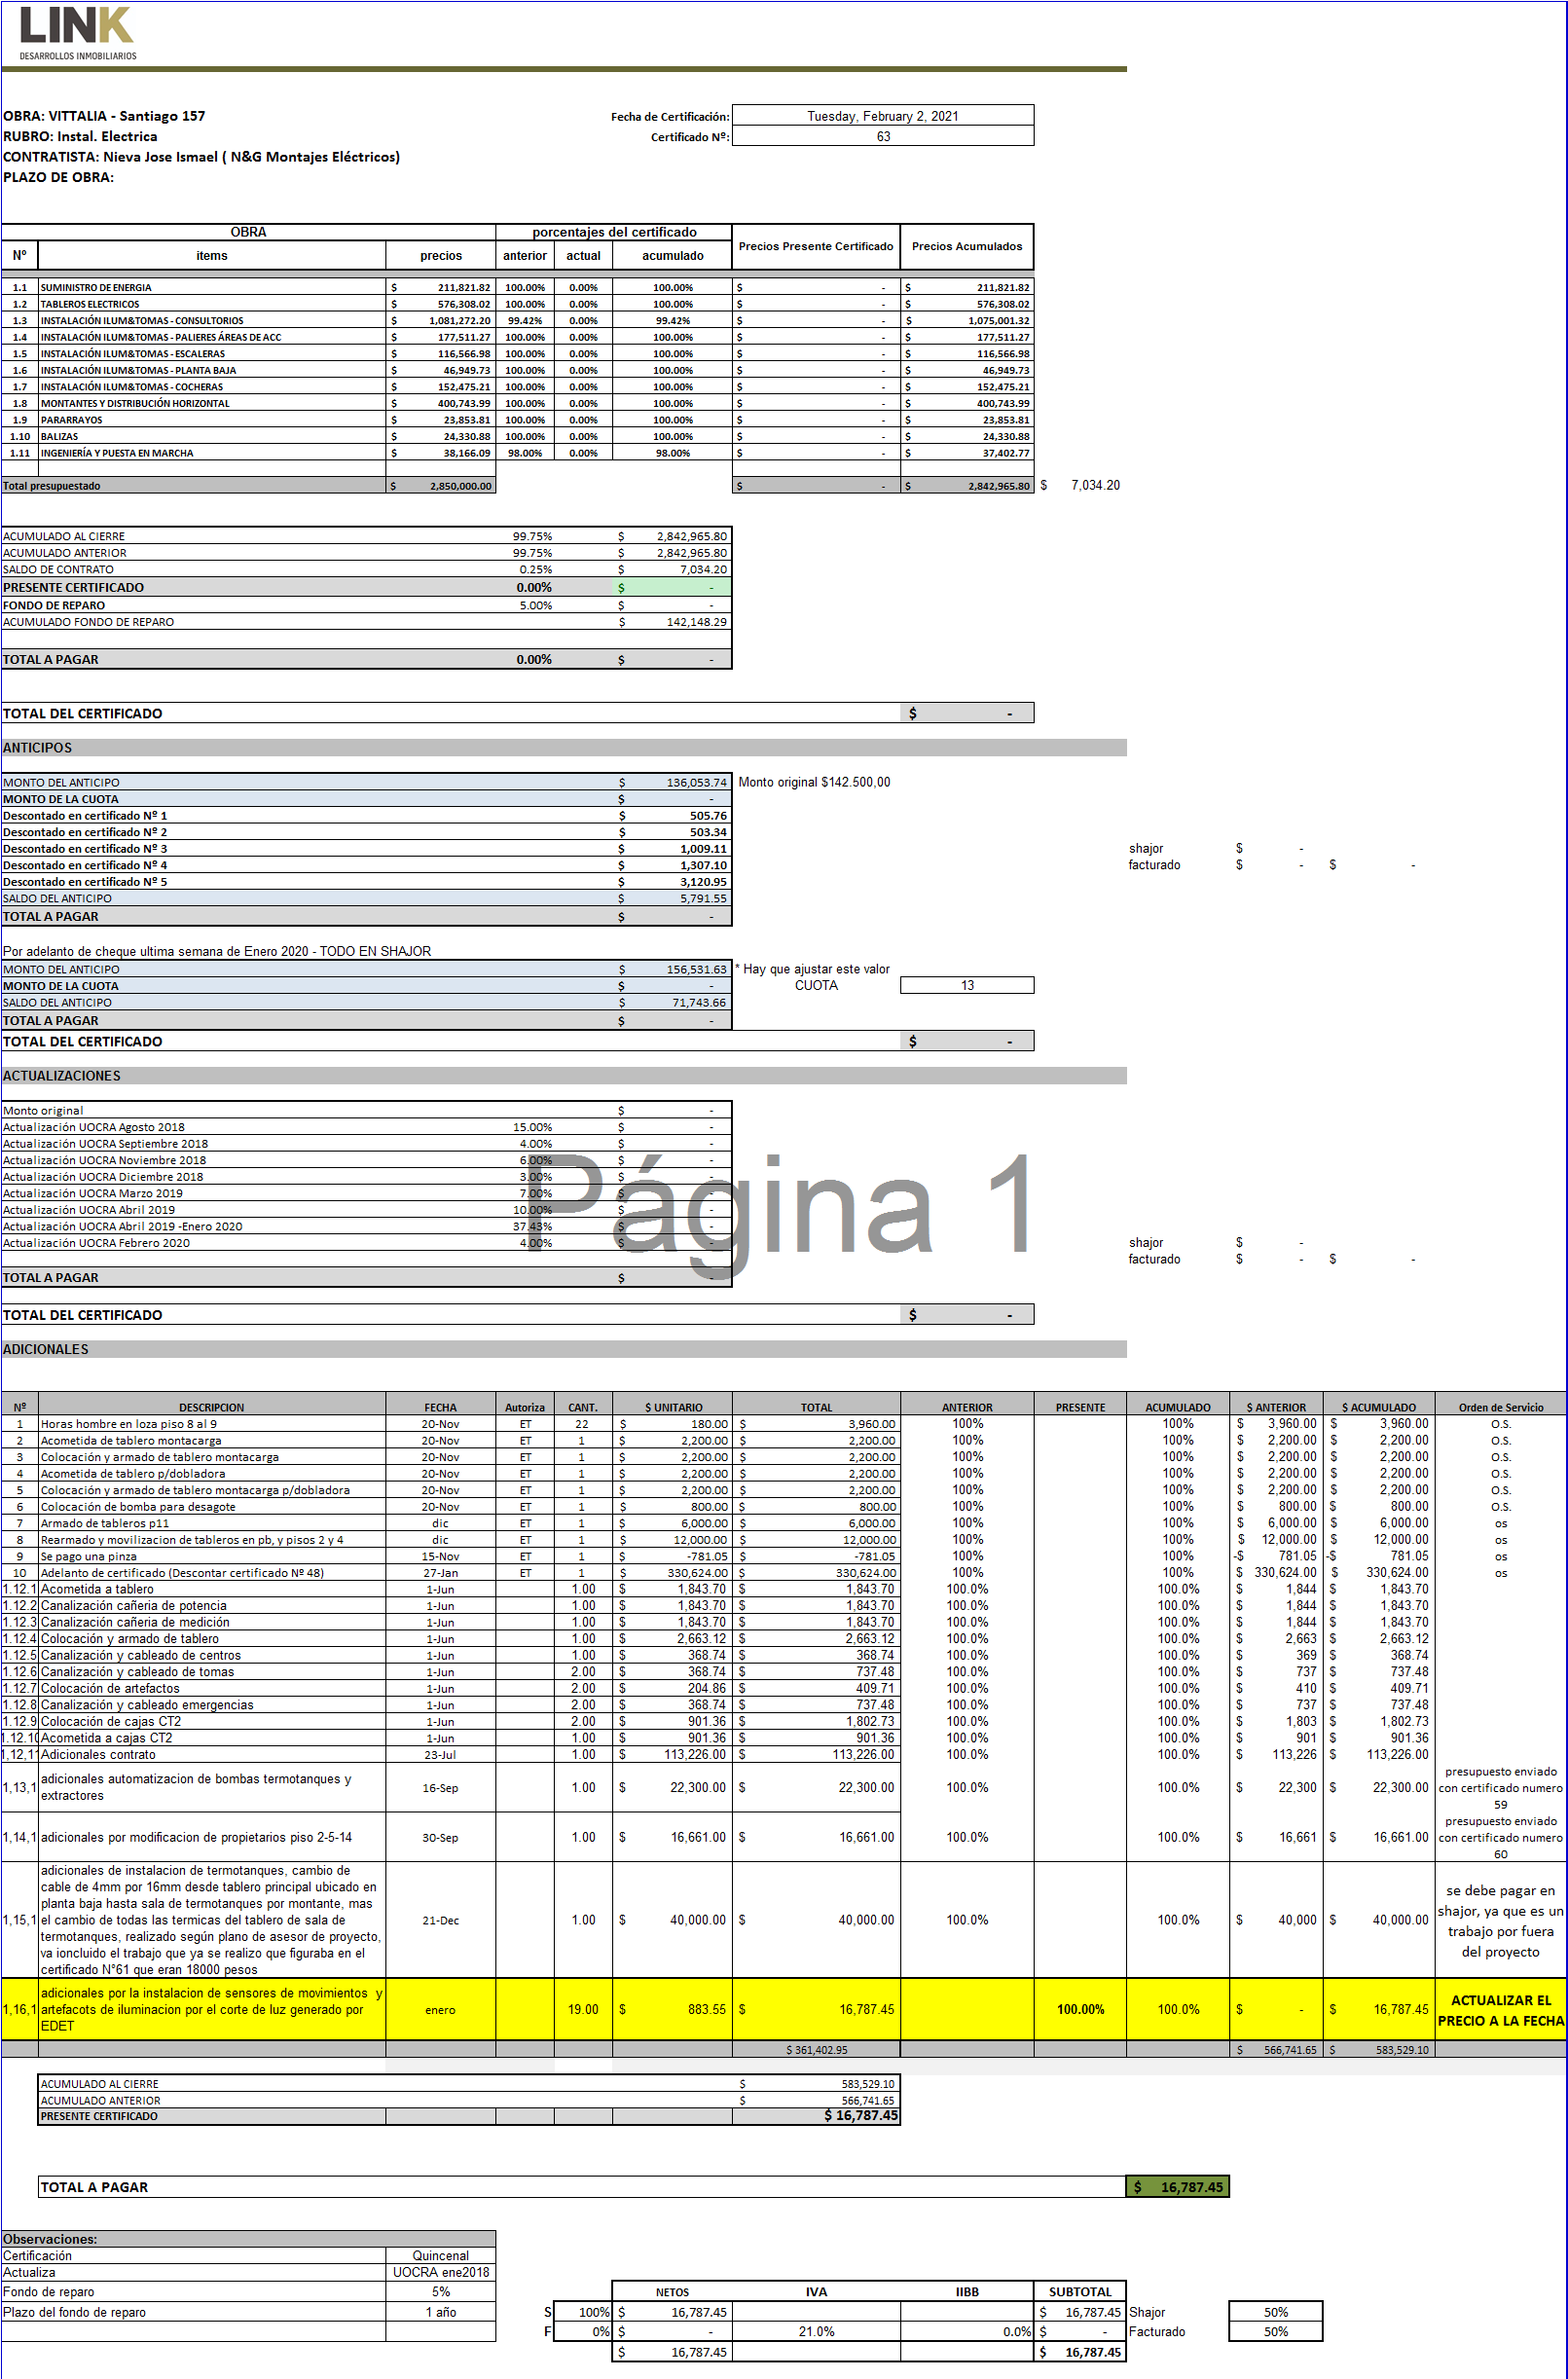 LINK
DESARROLLOS INMOBILIARIOS
OBRA: VITTALIA - Santiago 157
Fecha de Certificación: Tuesday, February 2, 2021
RUBRO: Instal. Electrica
Certificado Nº: 63
CONTRATISTA: Nieva Jose Ismael ( N&G Montajes Eléctricos)
PLAZO DE OBRA:
OBRA porcentajes del certificado Precios Presente Certificado Precios Acumulados
Nº items precios anterior actual acumulado
1.1 SUMINISTRO DE ENERGIA $ 211,821.82 100.00% 0.00% 100.00% $ - $ 211,821.82
1.2 TABLEROS ELECTRICOS $ 576,308.02 100.00% 0.00% 100.00% $ - $ 576,308.02
1.3 INSTALACIÓN ILUM&TOMAS - CONSULTORIOS $ 1,081,272.20 99.42% 0.00% 99.42% $ - $ 1,075,001.32
1.4 INSTALACIÓN ILUM&TOMAS - PALIERES ÁREAS DE ACC $ 177,511.27 100.00% 0.00% 100.00% $ - $ 177,511.27
1.5 INSTALACIÓN ILUM&TOMAS - ESCALERAS $ 116,566.98 100.00% 0.00% 100.00% $ - $ 116,566.98
1.6 INSTALACIÓN ILUM&TOMAS - PLANTA BAJA $ 46,949.73 100.00% 0.00% 100.00% $ - $ 46,949.73
1.7 INSTALACIÓN ILUM&TOMAS - COCHERAS $ 152,475.21 100.00% 0.00% 100.00% $ - $ 152,475.21
1.8 MONTANTES Y DISTRIBUCIÓN HORIZONTAL $ 400,743.99 100.00% 0.00% 100.00% $ - $ 400,743.99
1.9 PARARRAYOS $ 23,853.81 100.00% 0.00% 100.00% $ - $ 23,853.81
1.10 BALIZAS $ 24,330.88 100.00% 0.00% 100.00% $ - $ 24,330.88
1.11 INGENIERÍA Y PUESTA EN MARCHA $ 38,166.09 98.00% 0.00% 98.00% $ - $ 37,402.77
Total presupuestado $ 2,850,000.00 $ - $ 2,842,965.80 $ 7,034.20
ACUMULADO AL CIERRE 99.75% $ 2,842,965.80
ACUMULADO ANTERIOR 99.75% $ 2,842,965.80
SALDO DE CONTRATO 0.25% $ 7,034.20
PRESENTE CERTIFICADO 0.00% $ -
FONDO DE REPARO 5.00% $ -
ACUMULADO FONDO DE REPARO $ 142,148.29
TOTAL A PAGAR 0.00% $ -
TOTAL DEL CERTIFICADO $ -
ANTICIPOS
MONTO DEL ANTICIPO $ 136,053.74 Monto original $142.500,00
MONTO DE LA CUOTA $ -
Descontado en certificado Nº 1 $ 505.76
Descontado en certificado Nº 2 $ 503.34
Descontado en certificado Nº 3 $ 1,009.11 shajor $ -
Descontado en certificado Nº 4 $ 1,307.10 facturado $ - $ -
Descontado en certificado Nº 5 $ 3,120.95
SALDO DEL ANTICIPO $ 5,791.55
TOTAL A PAGAR $ -
Por adelanto de cheque ultima semana de Enero 2020 - TODO EN SHAJOR
MONTO DEL ANTICIPO $ 156,531.63 * Hay que ajustar este valor
MONTO DE LA CUOTA $ - CUOTA 13
SALDO DEL ANTICIPO $ 71,743.66
TOTAL A PAGAR $ -
TOTAL DEL CERTIFICADO $ -
ACTUALIZACIONES
Monto original $ -
Actualización UOCRA Agosto 2018 15.00% $ -
Actualización UOCRA Septiembre 2018 4.00% $ -
Actualización UOCRA Noviembre 2018 6.00% $ -
Actualización UOCRA Diciembre 2018 3.00% $ -
Actualización UOCRA Marzo 2019 7.00% $ -
Actualización UOCRA Abril 2019 10.00% $ -
Actualización UOCRA Abril 2019 -Enero 2020 37.43% $ -
Actualización UOCRA Febrero 2020 4.00% $ - shajor $ -
facturado $ - $ -
Página 1
TOTAL A PAGAR $ -
TOTAL DEL CERTIFICADO $ -
ADICIONALES
Nº DESCRIPCION FECHA Autoriza CANT. $ UNITARIO TOTAL ANTERIOR PRESENTE ACUMULADO $ ANTERIOR $ ACUMULADO Orden de Servicio
1 Horas hombre en loza piso 8 al 9 20-Nov ET 22 $ 180.00 $ 3,960.00 100% 100% $ 3,960.00 $ 3,960.00 O.S.
2 Acometida de tablero montacarga 20-Nov ET 1 $ 2,200.00 $ 2,200.00 100% 100% $ 2,200.00 $ 2,200.00 O.S.
3 Colocación y armado de tablero montacarga 20-Nov ET 1 $ 2,200.00 $ 2,200.00 100% 100% $ 2,200.00 $ 2,200.00 O.S.
4 Acometida de tablero p/dobladora 20-Nov ET 1 $ 2,200.00 $ 2,200.00 100% 100% $ 2,200.00 $ 2,200.00 O.S.
5 Colocación y armado de tablero montacarga p/dobladora 20-Nov ET 1 $ 2,200.00 $ 2,200.00 100% 100% $ 2,200.00 $ 2,200.00 O.S.
6 Colocación de bomba para desagote 20-Nov ET 1 $ 800.00 $ 800.00 100% 100% $ 800.00 $ 800.00 O.S.
7 Armado de tableros p11 dic ET 1 $ 6,000.00 $ 6,000.00 100% 100% $ 6,000.00 $ 6,000.00 os
8 Rearmado y movilizacion de tableros en pb, y pisos 2 y 4 dic ET 1 $ 12,000.00 $ 12,000.00 100% 100% $ 12,000.00 $ 12,000.00 os
9 Se pago una pinza 15-Nov ET 1 $ -781.05 $ -781.05 100% 100% -$ 781.05 -$ 781.05 os
10 Adelanto de certificado (Descontar certificado Nº 48) 27-Jan ET 1 $ 330,624.00 $ 330,624.00 100% 100% $ 330,624.00 $ 330,624.00 os
1.12.1 Acometida a tablero 1-Jun 1.00 $ 1,843.70 $ 1,843.70 100.0% 100.0% $ 1,844 $ 1,843.70
1.12.2 Canalización cañeria de potencia 1-Jun 1.00 $ 1,843.70 $ 1,843.70 100.0% 100.0% $ 1,844 $ 1,843.70
1.12.3 Canalización cañeria de medición 1-Jun 1.00 $ 1,843.70 $ 1,843.70 100.0% 100.0% $ 1,844 $ 1,843.70
1.12.4 Colocación y armado de tablero 1-Jun 1.00 $ 2,663.12 $ 2,663.12 100.0% 100.0% $ 2,663 $ 2,663.12
1.12.5 Canalización y cableado de centros 1-Jun 1.00 $ 368.74 $ 368.74 100.0% 100.0% $ 369 $ 368.74
1.12.6 Canalización y cableado de tomas 1-Jun 2.00 $ 368.74 $ 737.48 100.0% 100.0% $ 737 $ 737.48
1.12.7 Colocación de artefactos 1-Jun 2.00 $ 204.86 $ 409.71 100.0% 100.0% $ 410 $ 409.71
1.12.8 Canalización y cableado emergencias 1-Jun 2.00 $ 368.74 $ 737.48 100.0% 100.0% $ 737 $ 737.48
1.12.9 Colocación de cajas CT2 1-Jun 2.00 $ 901.36 $ 1,802.73 100.0% 100.0% $ 1,803 $ 1,802.73
1.12.10 Acometida a cajas CT2 1-Jun 1.00 $ 901.36 $ 901.36 100.0% 100.0% $ 901 $ 901.36
1,12,11 Adicionales contrato 23-Jul 1.00 $ 113,226.00 $ 113,226.00 100.0% 100.0% $ 113,226 $ 113,226.00
1,13,1 adicionales automatizacion de bombas termotanques y
extractores 16-Sep 1.00 $ 22,300.00 $ 22,300.00 100.0% 100.0% $ 22,300 $ 22,300.00
presupuesto enviado
con certificado numero
59
1,14,1 adicionales por modificacion de propietarios piso 2-5-14 30-Sep 1.00 $ 16,661.00 $ 16,661.00 100.0% 100.0% $ 16,661 $ 16,661.00
presupuesto enviado
con certificado numero
60
adicionales de instalacion de termotanques, cambio de
cable de 4mm por 16mm desde tablero principal ubicado en
planta baja hasta sala de termotanques por montante, mas
1,15,1 el cambio de todas las termicas del tablero de sala de
termotanques, realizado según plano de asesor de proyecto,
va ioncluido el trabajo que ya se realizo que figuraba en el
certificado N°61 que eran 18000 pesos
21-Dec 1.00 $ 40,000.00 $ 40,000.00 100.0% 100.0% $ 40,000 $ 40,000.00
se debe pagar en
shajor, ya que es un
trabajo por fuera
del proyecto
adicionales por la instalacion de sensores de movimientos y
1,16,1 artefacots de iluminacion por el corte de luz generado por
EDET
enero 19.00 $ 883.55 $ 16,787.45 100.00% 100.0% $ - $ 16,787.45
ACTUALIZAR EL
PRECIO A LA FECHA
$ 361,402.95 $ 566,741.65 $ 583,529.10
ACUMULADO AL CIERRE $ 583,529.10
ACUMULADO ANTERIOR $ 566,741.65
PRESENTE CERTIFICADO $ 16,787.45
TOTAL A PAGAR $ 16,787.45
Observaciones:
Certificación Quincenal
Actualiza UOCRA ene2018
Fondo de reparo 5%
Plazo del fondo de reparo 1 año
NETOS IVA IIBB SUBTOTAL
S 100% $ 16,787.45 $ 16,787.45 Shajor 50%
F 0% $ - 21.0% 0.0% $ - Facturado 50%
$ 16,787.45 $ 16,787.45